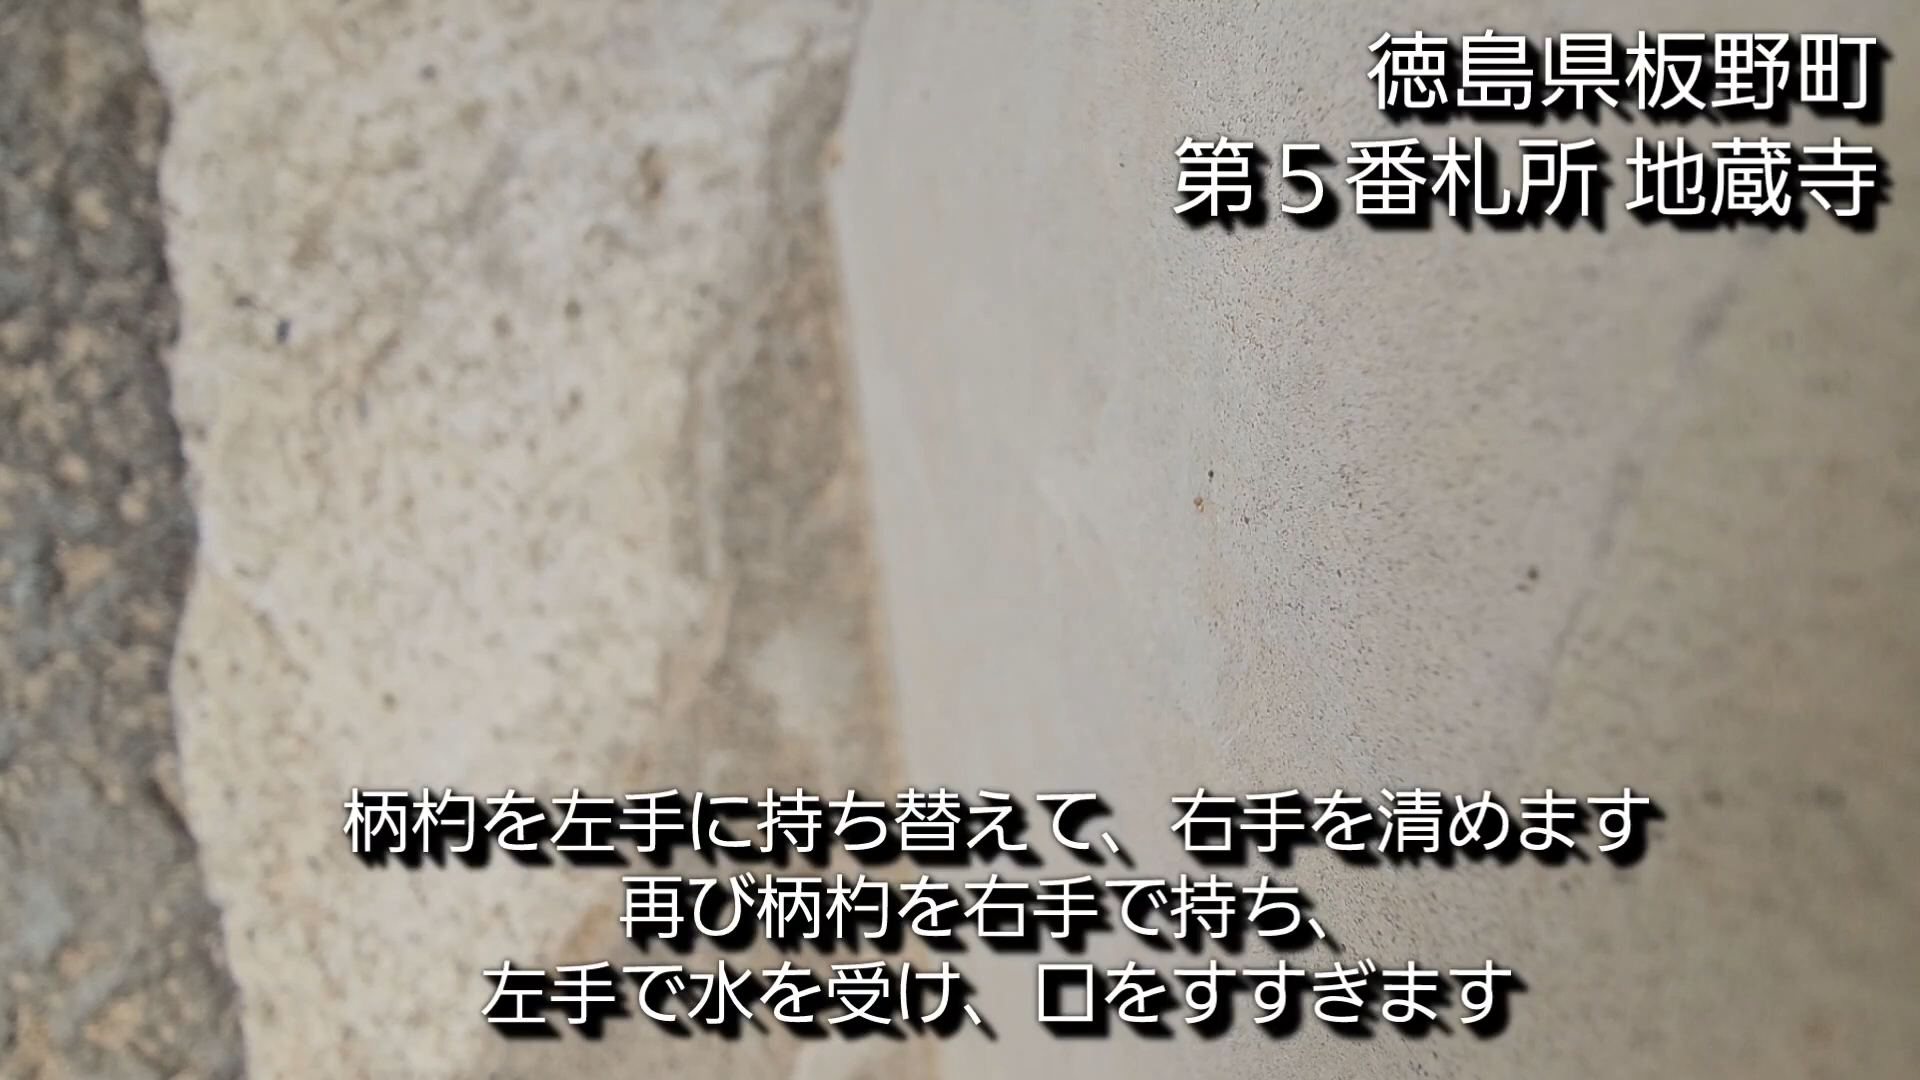 徳島県板野町
第５番札所 地蔵寺
柄杓を左手に持ち替えて、右手を清めます
再び柄杓を右手で持ち、
左手で水を受け、口をすすぎます